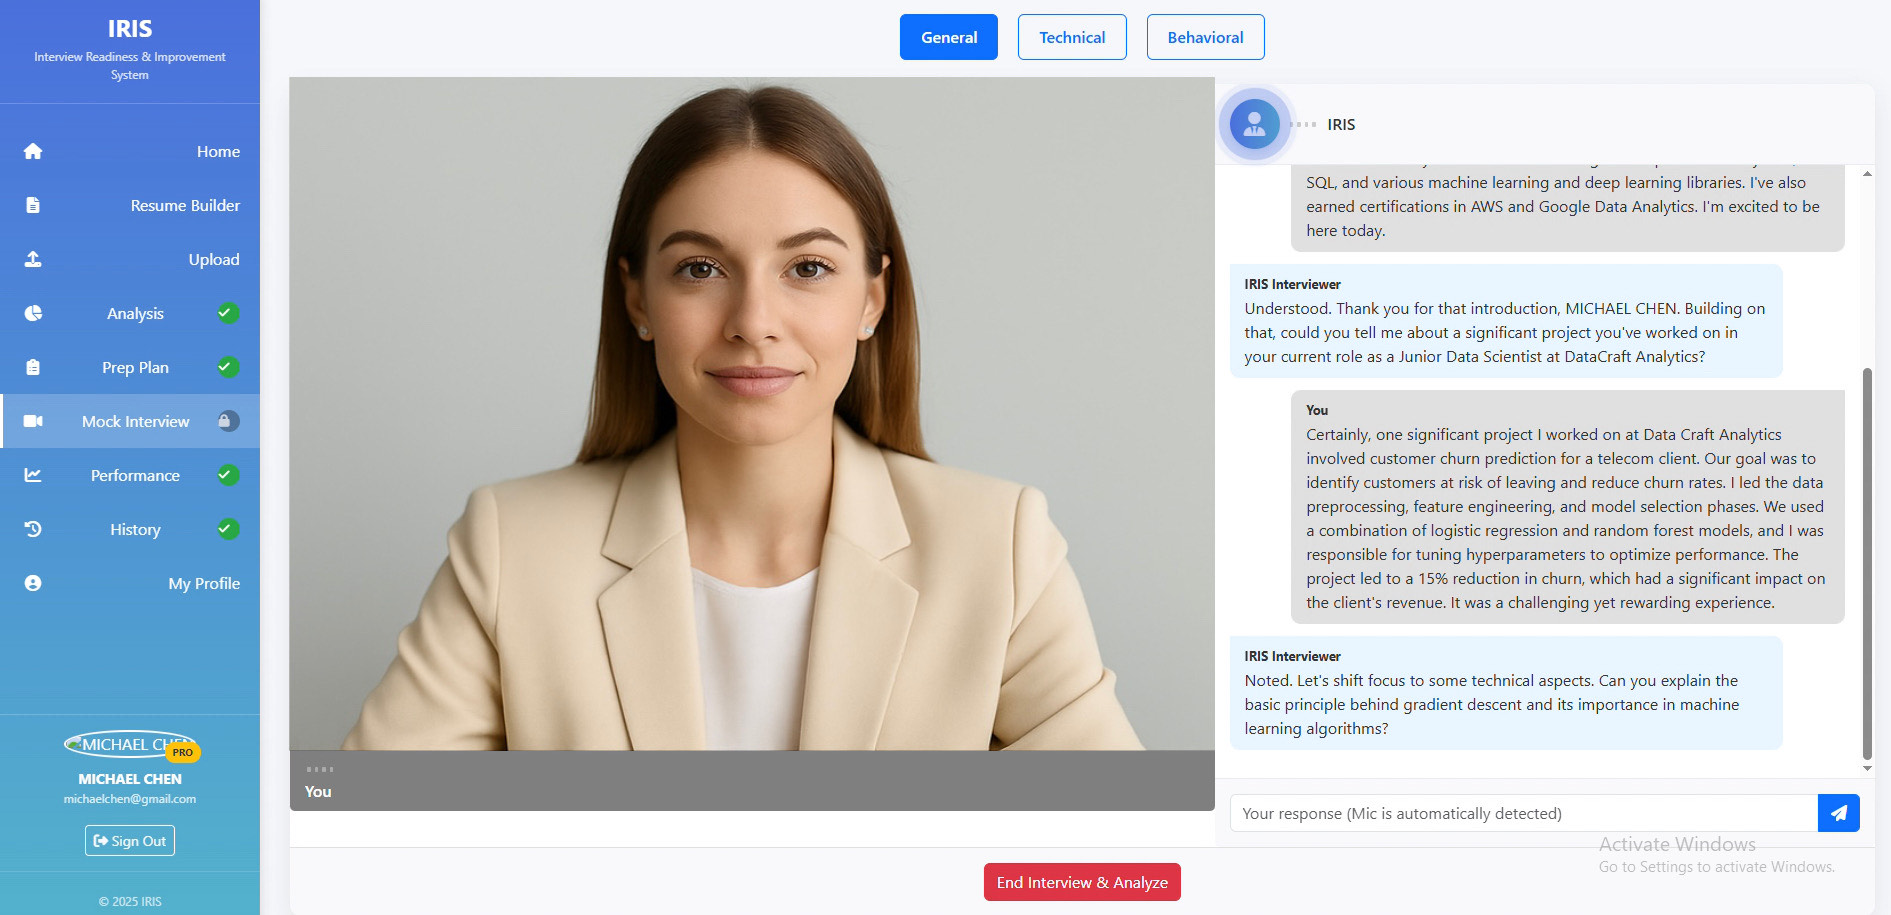 IRIS
Interview Readiness & Improvement
System
Home
Resume Builder
Upload
Analysis
Prep Plan
Mock Interview
Performance
History
My Profile
MICHAEL CHEN
PRO
MICHAEL CHEN
michaelchen@gmail.com
Sign Out
© 2025 IRIS
General
Technical
Behavioral
You
End Interview & Analyze
IRIS
SQL, and various machine learning and deep learning libraries. I've also
earned certifications in AWS and Google Data Analytics. I'm excited to be
here today.
IRIS Interviewer
Understood. Thank you for that introduction, MICHAEL CHEN. Building on
that, could you tell me about a significant project you've worked on in
your current role as a Junior Data Scientist at DataCraft Analytics?
You
Certainly, one significant project I worked on at Data Craft Analytics
involved customer churn prediction for a telecom client. Our goal was to
identify customers at risk of leaving and reduce churn rates. I led the data
preprocessing, feature engineering, and model selection phases. We used
a combination of logistic regression and random forest models, and I was
responsible for tuning hyperparameters to optimize performance. The
project led to a 15% reduction in churn, which had a significant impact on
the client's revenue. It was a challenging yet rewarding experience.
IRIS Interviewer
Noted. Let's shift focus to some technical aspects. Can you explain the
basic principle behind gradient descent and its importance in machine
learning algorithms?
Your response (Mic is automatically detected)
Activate Windows
Go to Settings to activate Windows.